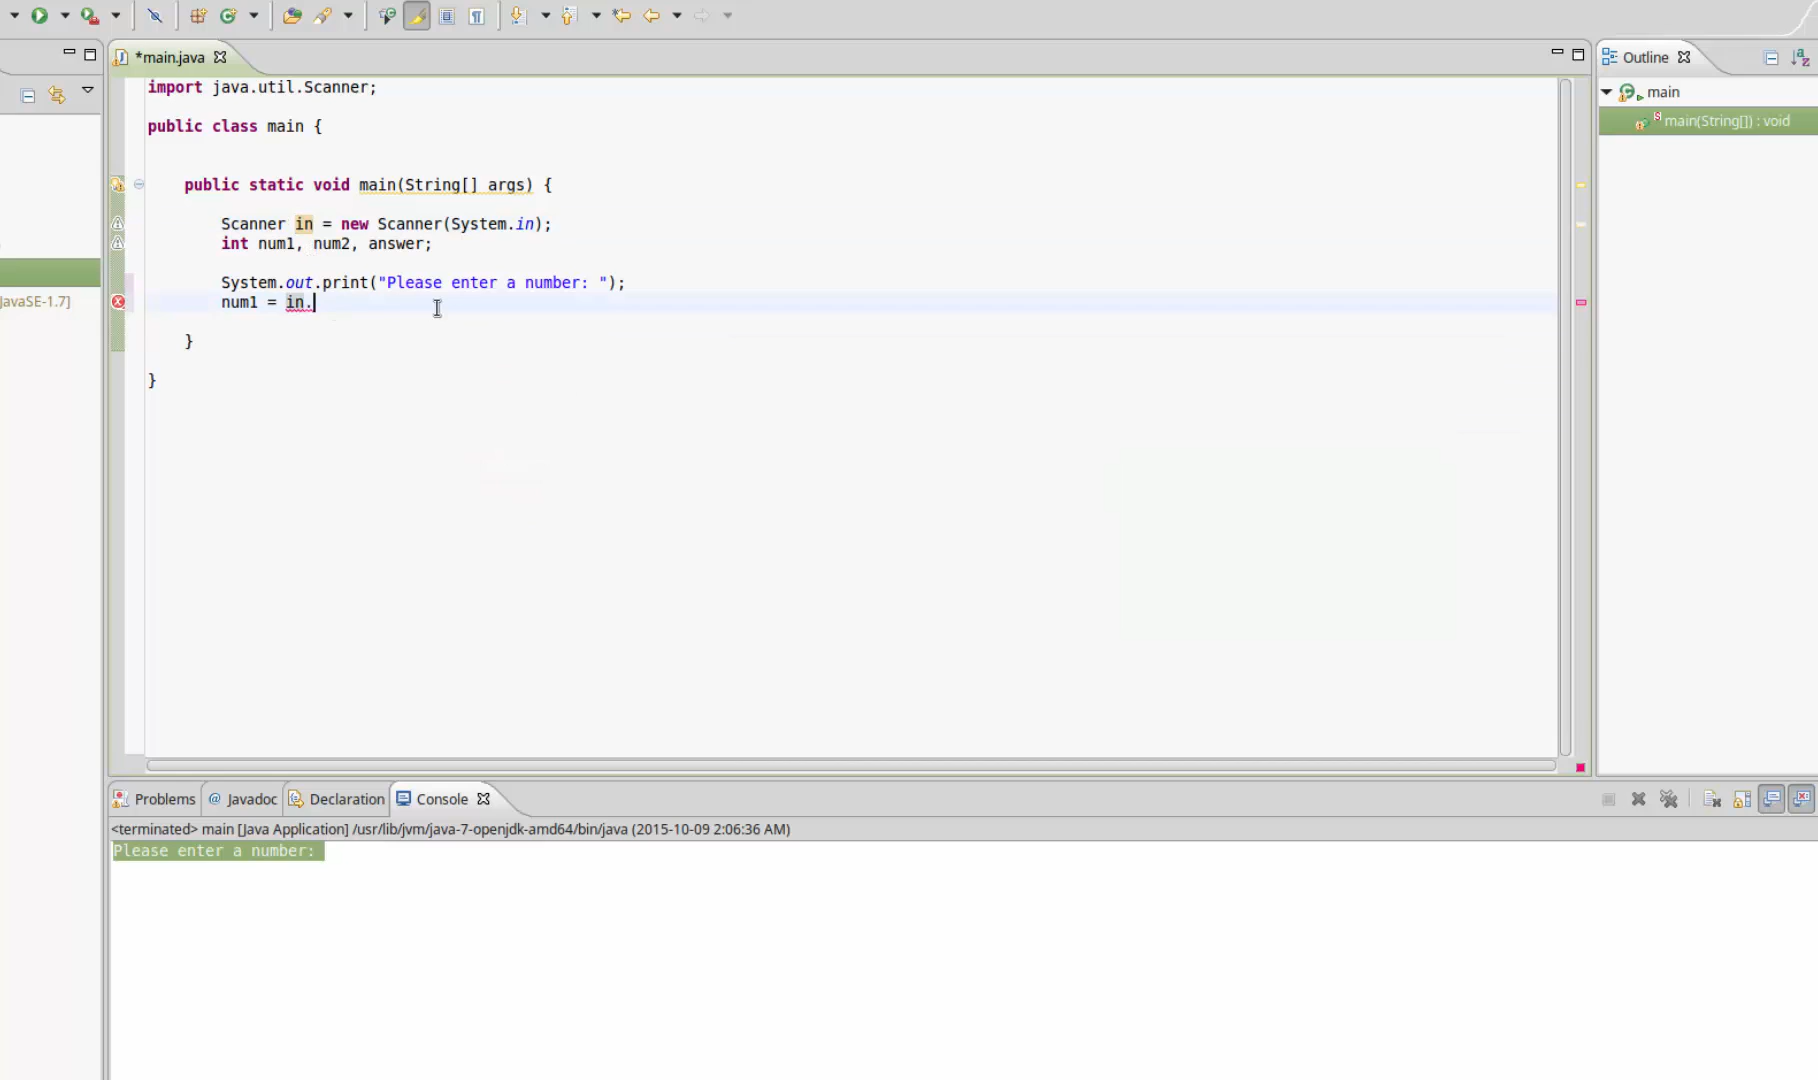 *main.java
Outline
import java.util.Scanner;
main
public class main {
main(String[]) : void
public static void main(String[] args) {
Scanner in = new Scanner(System.in);
int num1, num2, answer;
System.out.print("Please enter a number: ");
JavaSE-1.7]
num1 = in.
}
}
Problems @ Javadoc Declaration Console
<terminated> main [Java Application] /usr/lib/jvm/java-7-openjdk-amd64/bin/java (2015-10-09 2:06:36 AM)
Please enter a number: